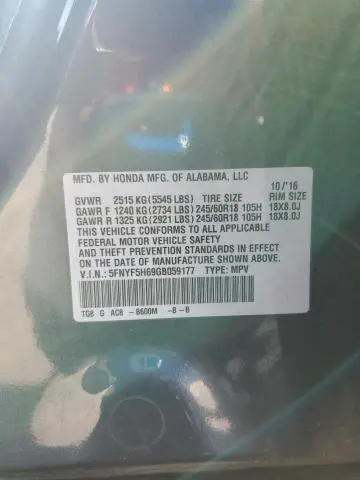 MFD. BY HONDA MFG. OF ALABAMA, LLC 10/'16
GVWR 2515 KG(5545 LBS) TIRE SIZE RIM SIZE
GAWR F 1240 KG(2734 LBS) 245/60R18 105H 18X8.0J
GAWR R 1325 KG(2921 LBS) 245/60R18 105H 18X8.0J
THIS VEHICLE CONFORMS TO ALL APPLICABLE
FEDERAL MOTOR VEHICLE SAFETY
AND THEFT PREVENTION STANDARDS IN EFFECT
ON THE DATE OF MANUFACTURE SHOWN ABOVE.
V.I.N: 5FNYF5H69GB059177 TYPE: MPV
TG8 G AC8 -B600M -B-B